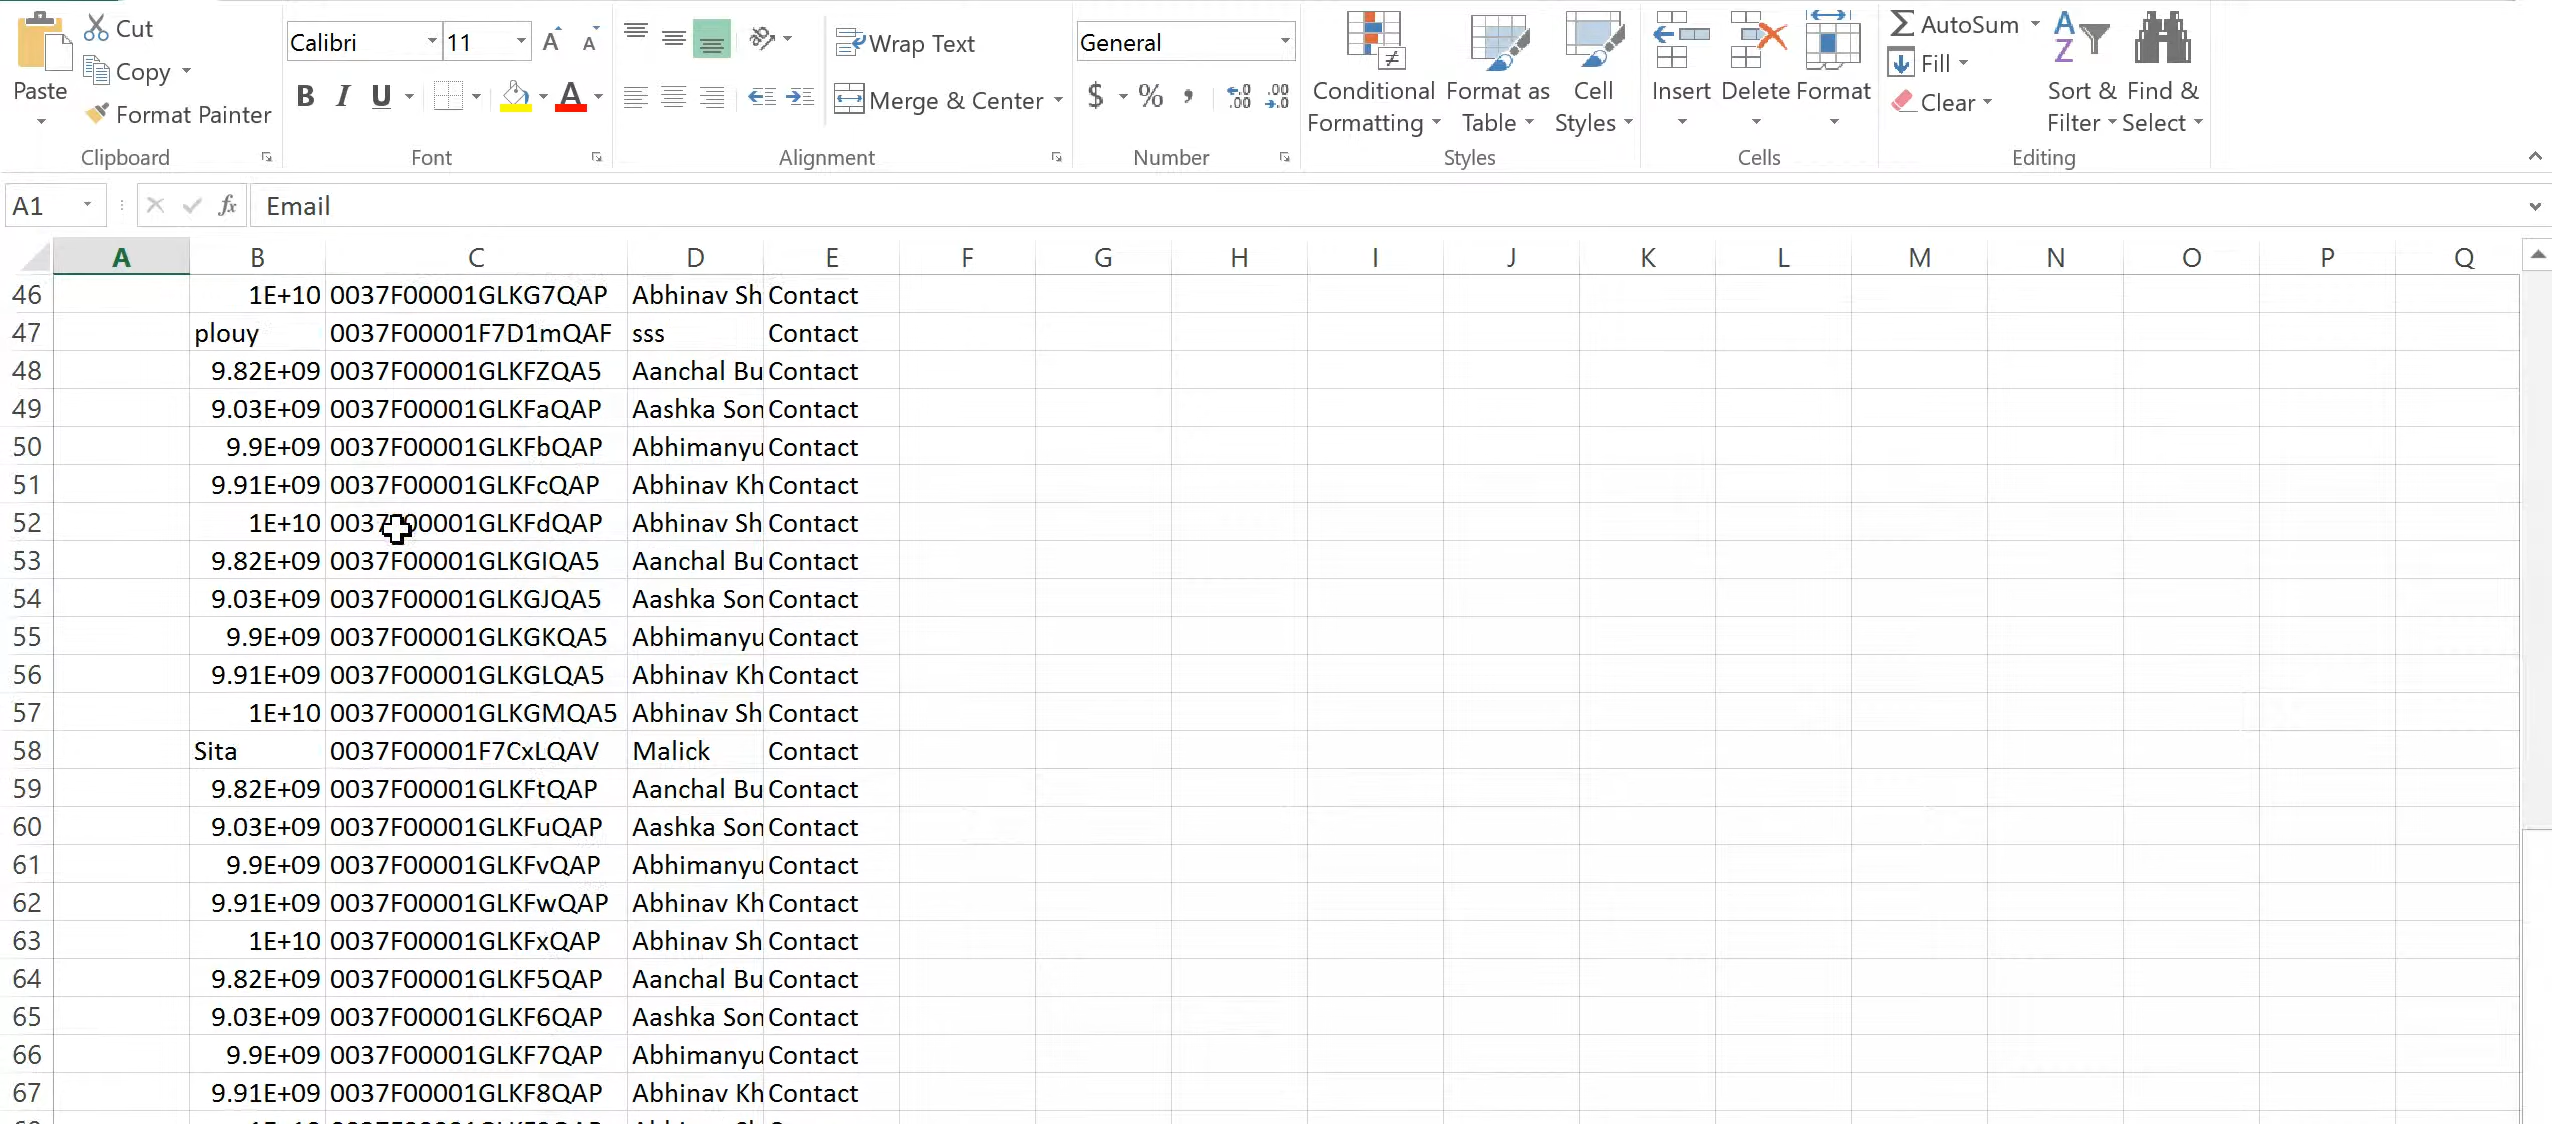 Cut
Copy
Paste
Format Painter
Clipboard
Calibri
11
A
A
B I U
A
Font
Wrap Text
Merge & Center
Alignment
General
$ % ,
.0 .00
.00 .0
Number
Conditional Formatting
Format as Table
Cell Styles
Styles
Insert
Delete
Format
Cells
AutoSum
Fill
Clear
Sort & Filter
Find & Select
Editing
A1
fx
Email
A B C D E F G H I J K L M N O P Q
46 1E+10 0037F00001GLKG7QAP Abhinav Sh Contact
47 plouy 0037F00001F7D1mQAF sss Contact
48 9.82E+09 0037F00001GLKFZQA5 Aanchal Bu Contact
49 9.03E+09 0037F00001GLKFaQAP Aashka Son Contact
50 9.9E+09 0037F00001GLKFbQAP Abhimanyu Contact
51 9.91E+09 0037F00001GLKFcQAP Abhinav Kh Contact
52 1E+10 0037F00001GLKFdQAP Abhinav Sh Contact
53 9.82E+09 0037F00001GLKGIQA5 Aanchal Bu Contact
54 9.03E+09 0037F00001GLKGJQA5 Aashka Son Contact
55 9.9E+09 0037F00001GLKGKQA5 Abhimanyu Contact
56 9.91E+09 0037F00001GLKGLQA5 Abhinav Kh Contact
57 1E+10 0037F00001GLKGMQA5 Abhinav Sh Contact
58 Sita 0037F00001F7CxLQAV Malick Contact
59 9.82E+09 0037F00001GLKFtQAP Aanchal Bu Contact
60 9.03E+09 0037F00001GLKFuQAP Aashka Son Contact
61 9.9E+09 0037F00001GLKFvQAP Abhimanyu Contact
62 9.91E+09 0037F00001GLKFwQAP Abhinav Kh Contact
63 1E+10 0037F00001GLKFxQAP Abhinav Sh Contact
64 9.82E+09 0037F00001GLKF5QAP Aanchal Bu Contact
65 9.03E+09 0037F00001GLKF6QAP Aashka Son Contact
66 9.9E+09 0037F00001GLKF7QAP Abhimanyu Contact
67 9.91E+09 0037F00001GLKF8QAP Abhinav Kh Contact